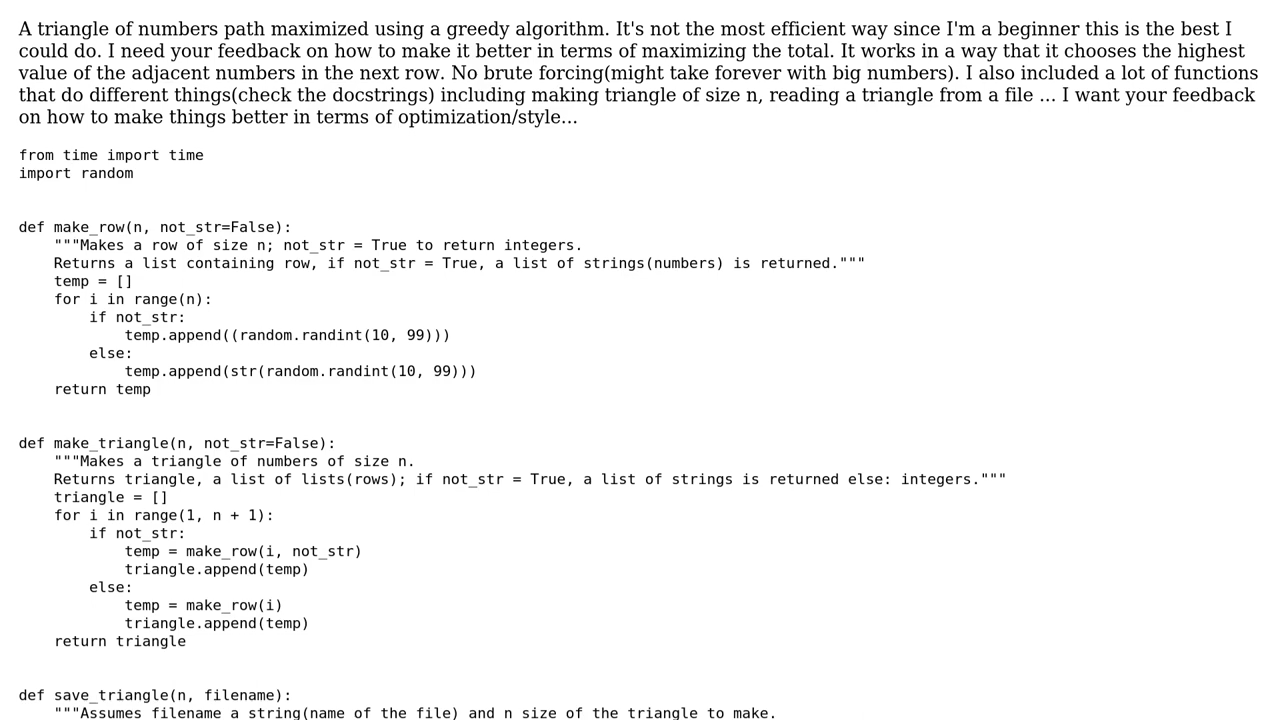 A triangle of numbers path maximized using a greedy algorithm. It's not the most efficient way since I'm a beginner this is the best I
could do. I need your feedback on how to make it better in terms of maximizing the total. It works in a way that it chooses the highest
value of the adjacent numbers in the next row. No brute forcing(might take forever with big numbers). I also included a lot of functions
that do different things(check the docstrings) including making triangle of size n, reading a triangle from a file ... I want your feedback
on how to make things better in terms of optimization/style...
from time import time
import random
def make_row(n, not_str=False):
    """Makes a row of size n; not_str = True to return integers.
    Returns a list containing row, if not_str = True, a list of strings(numbers) is returned."""
    temp = []
    for i in range(n):
        if not_str:
            temp.append((random.randint(10, 99)))
        else:
            temp.append(str(random.randint(10, 99)))
    return temp
def make_triangle(n, not_str=False):
    """Makes a triangle of numbers of size n.
    Returns triangle, a list of lists(rows); if not_str = True, a list of strings is returned else: integers."""
    triangle = []
    for i in range(1, n + 1):
        if not_str:
            temp = make_row(i, not_str)
            triangle.append(temp)
        else:
            temp = make_row(i)
            triangle.append(temp)
    return triangle
def save_triangle(n, filename):
    """Assumes filename a string(name of the file) and n size of the triangle to make.